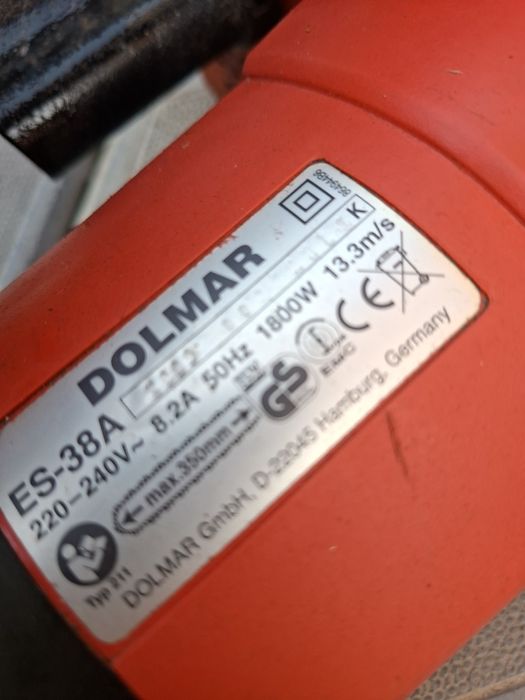 DOLMAR
K
ES-38A
220-240V~ 8.2A 50Hz 1800W 13.3m/s
max.350mm
GS
EMC
CE
Typ 211
DOLMAR GmbH, D-22045 Hamburg, Germany